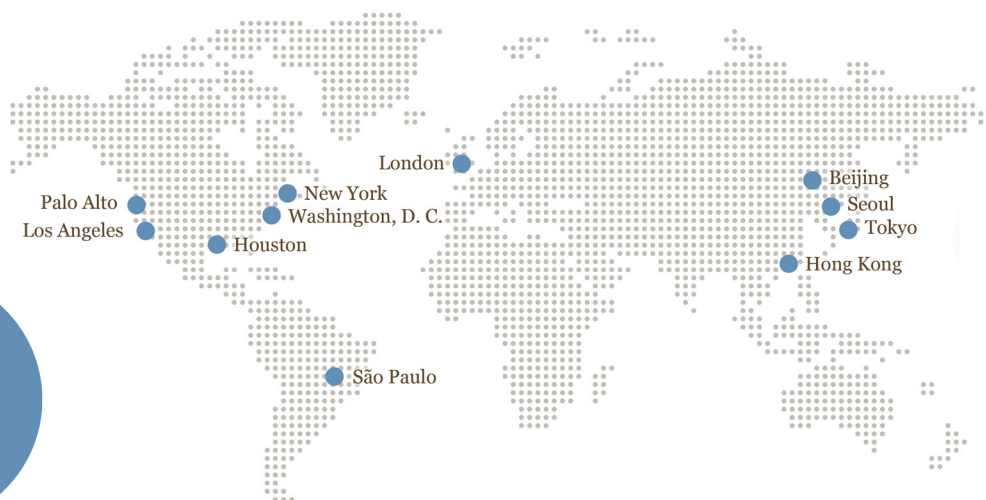 London
Beijing
New York
Palo Alto
Seoul
Washington, D. C.
Tokyo
Los Angeles
Houston
Hong Kong
São Paulo